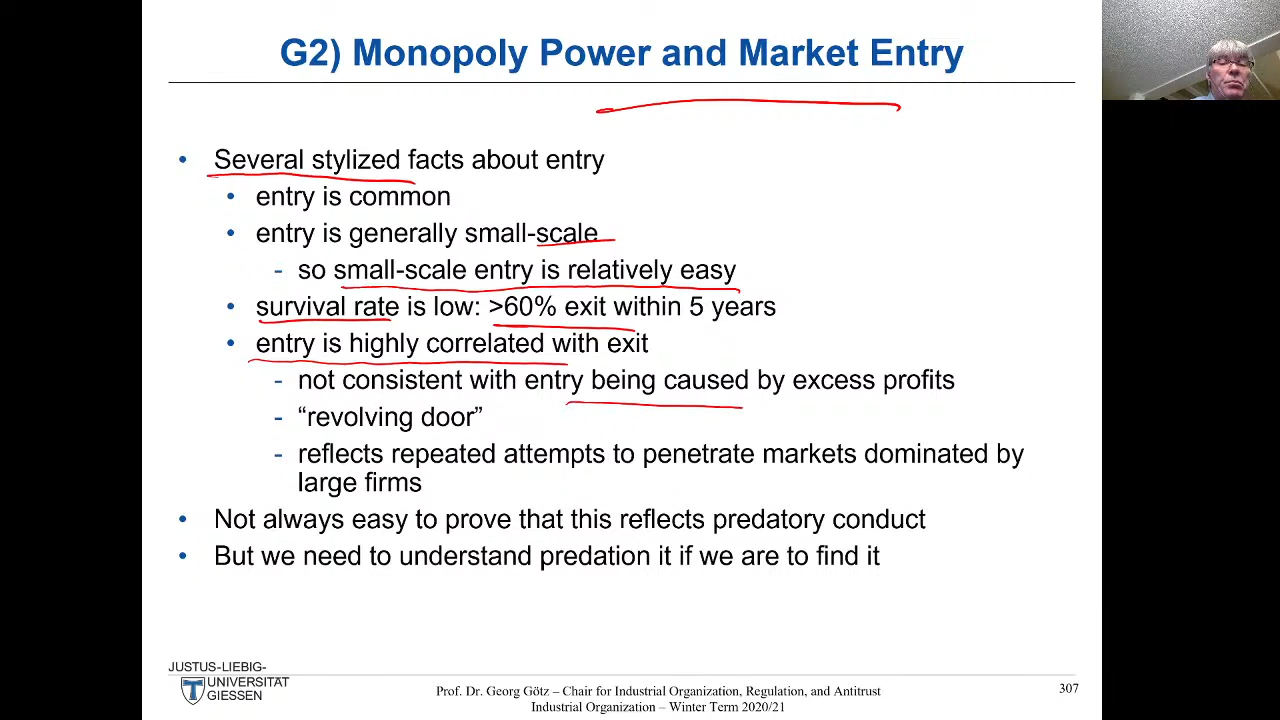 G2) Monopoly Power and Market Entry
• Several stylized facts about entry
• entry is common
• entry is generally small-scale
- so small-scale entry is relatively easy
• survival rate is low: >60% exit within 5 years
• entry is highly correlated with exit
- not consistent with entry being caused by excess profits
- “revolving door”
- reflects repeated attempts to penetrate markets dominated by
large firms
• Not always easy to prove that this reflects predatory conduct
• But we need to understand predation it if we are to find it
JUSTUS-LIEBIG-
UNIVERSITÄT
GIESSEN
Prof. Dr. Georg Götz – Chair for Industrial Organization, Regulation, and Antitrust
Industrial Organization – Winter Term 2020/21
307